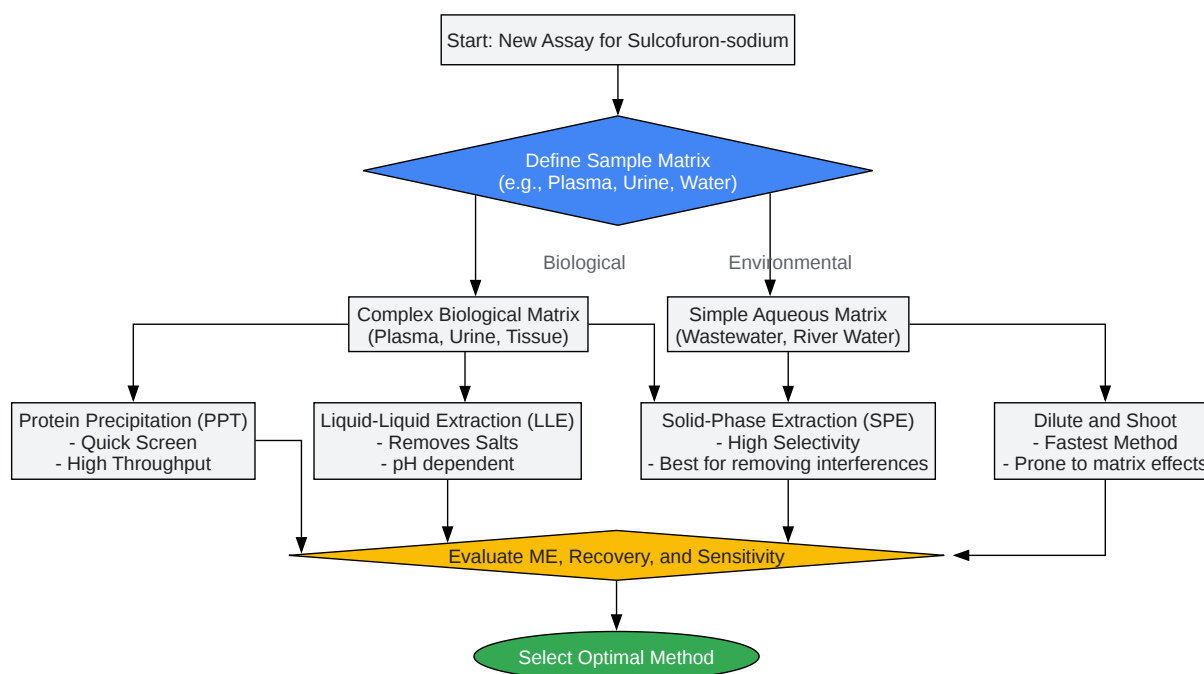 Start: New Assay for Sulcofuron-sodium
Define Sample Matrix
(e.g., Plasma, Urine, Water)
Biological
Environmental
Complex Biological Matrix
(Plasma, Urine, Tissue)
Simple Aqueous Matrix
(Wastewater, River Water)
Protein Precipitation (PPT)
- Quick Screen
- High Throughput
Liquid-Liquid Extraction (LLE)
- Removes Salts
- pH dependent
Solid-Phase Extraction (SPE)
- High Selectivity
- Best for removing interferences
Dilute and Shoot
- Fastest Method
- Prone to matrix effects
Evaluate ME, Recovery, and Sensitivity
Select Optimal Method